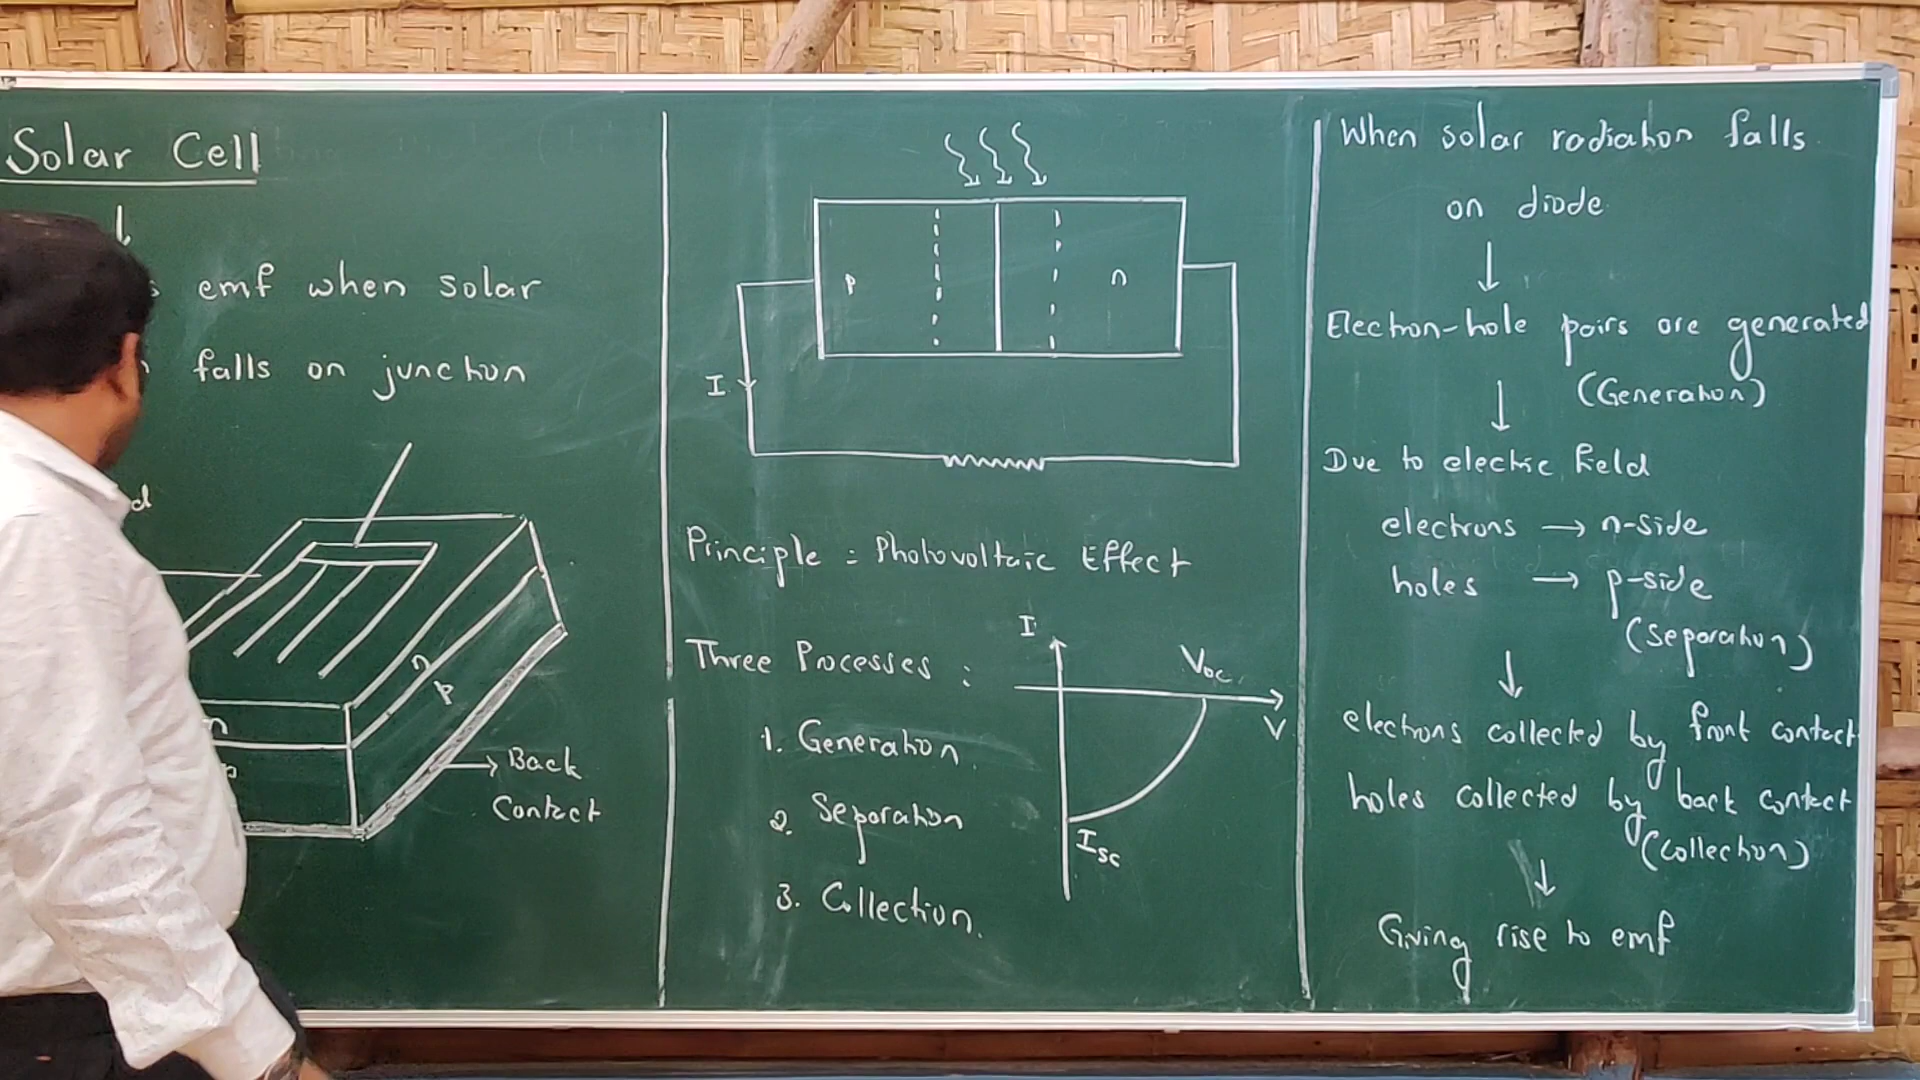 Solar Cell
emf when solar
falls on junction
n
p
n
Back
Contact
p
n
I
Principle = Photovoltaic Effect
Three Processes :
1. Generation
2. Separation
3. Collection.
I
Voc
V
Isc
When solar radiation falls
on diode
Electron-hole pairs are generated
(Generation)
Due to electric field
electrons → n-side
holes → p-side
(Separation)
electrons collected by front contact
holes collected by back contact
(collection)
Giving rise to emf